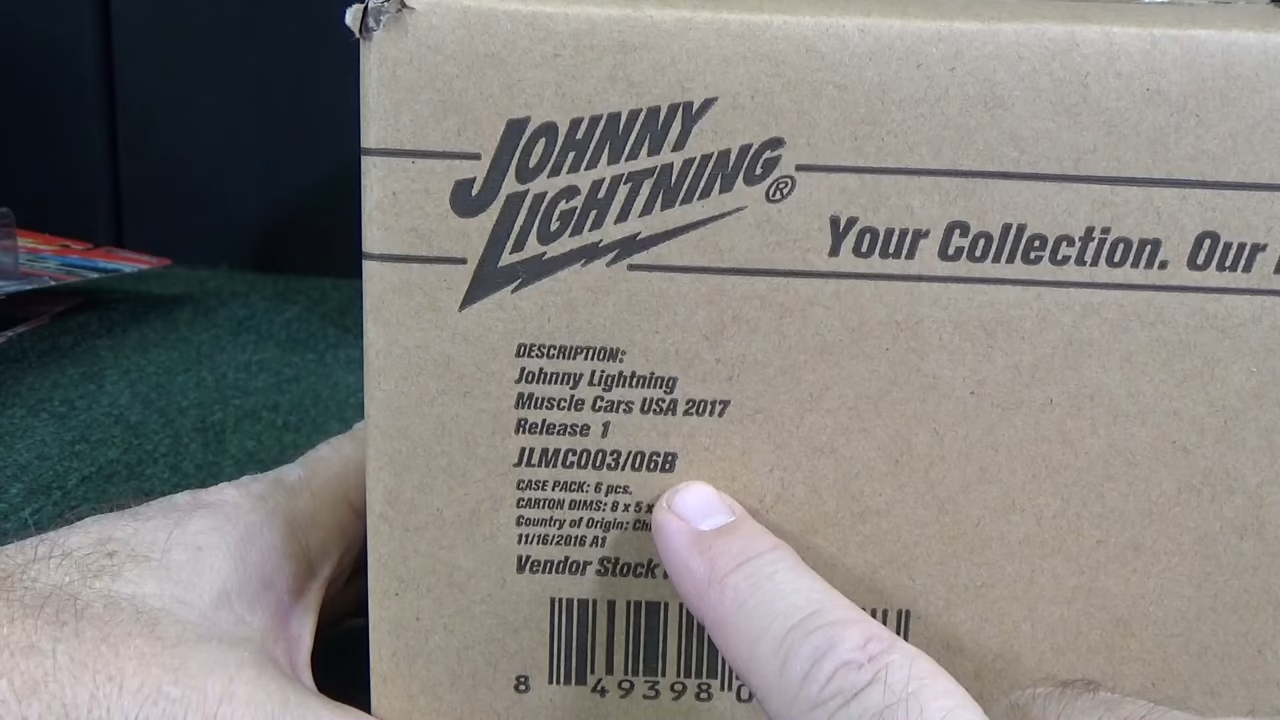 JOHNNY
LIGHTNING®
Your Collection. Our
DESCRIPTION:
Johnny Lightning
Muscle Cars USA 2017
Release 1
JLMC003/06B
CASE PACK: 6 pcs.
CARTON DIMS: 8 x 5 x
Country of Origin:
11/16/2016 A1
Vendor Stock
8 49398 0